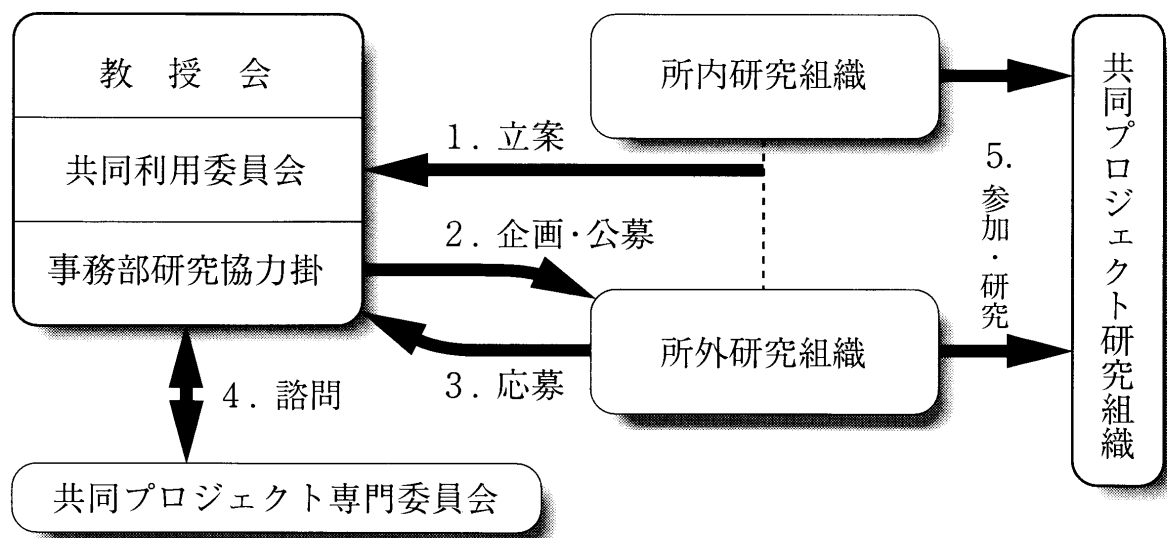 教授会
共同利用委員会
事務部研究協力掛
所内研究組織
1. 立案
2. 企画・公募
3. 応募
所外研究組織
4. 諮問
共同プロジェクト専門委員会
5. 参加・研究
共同プロジェクト研究組織